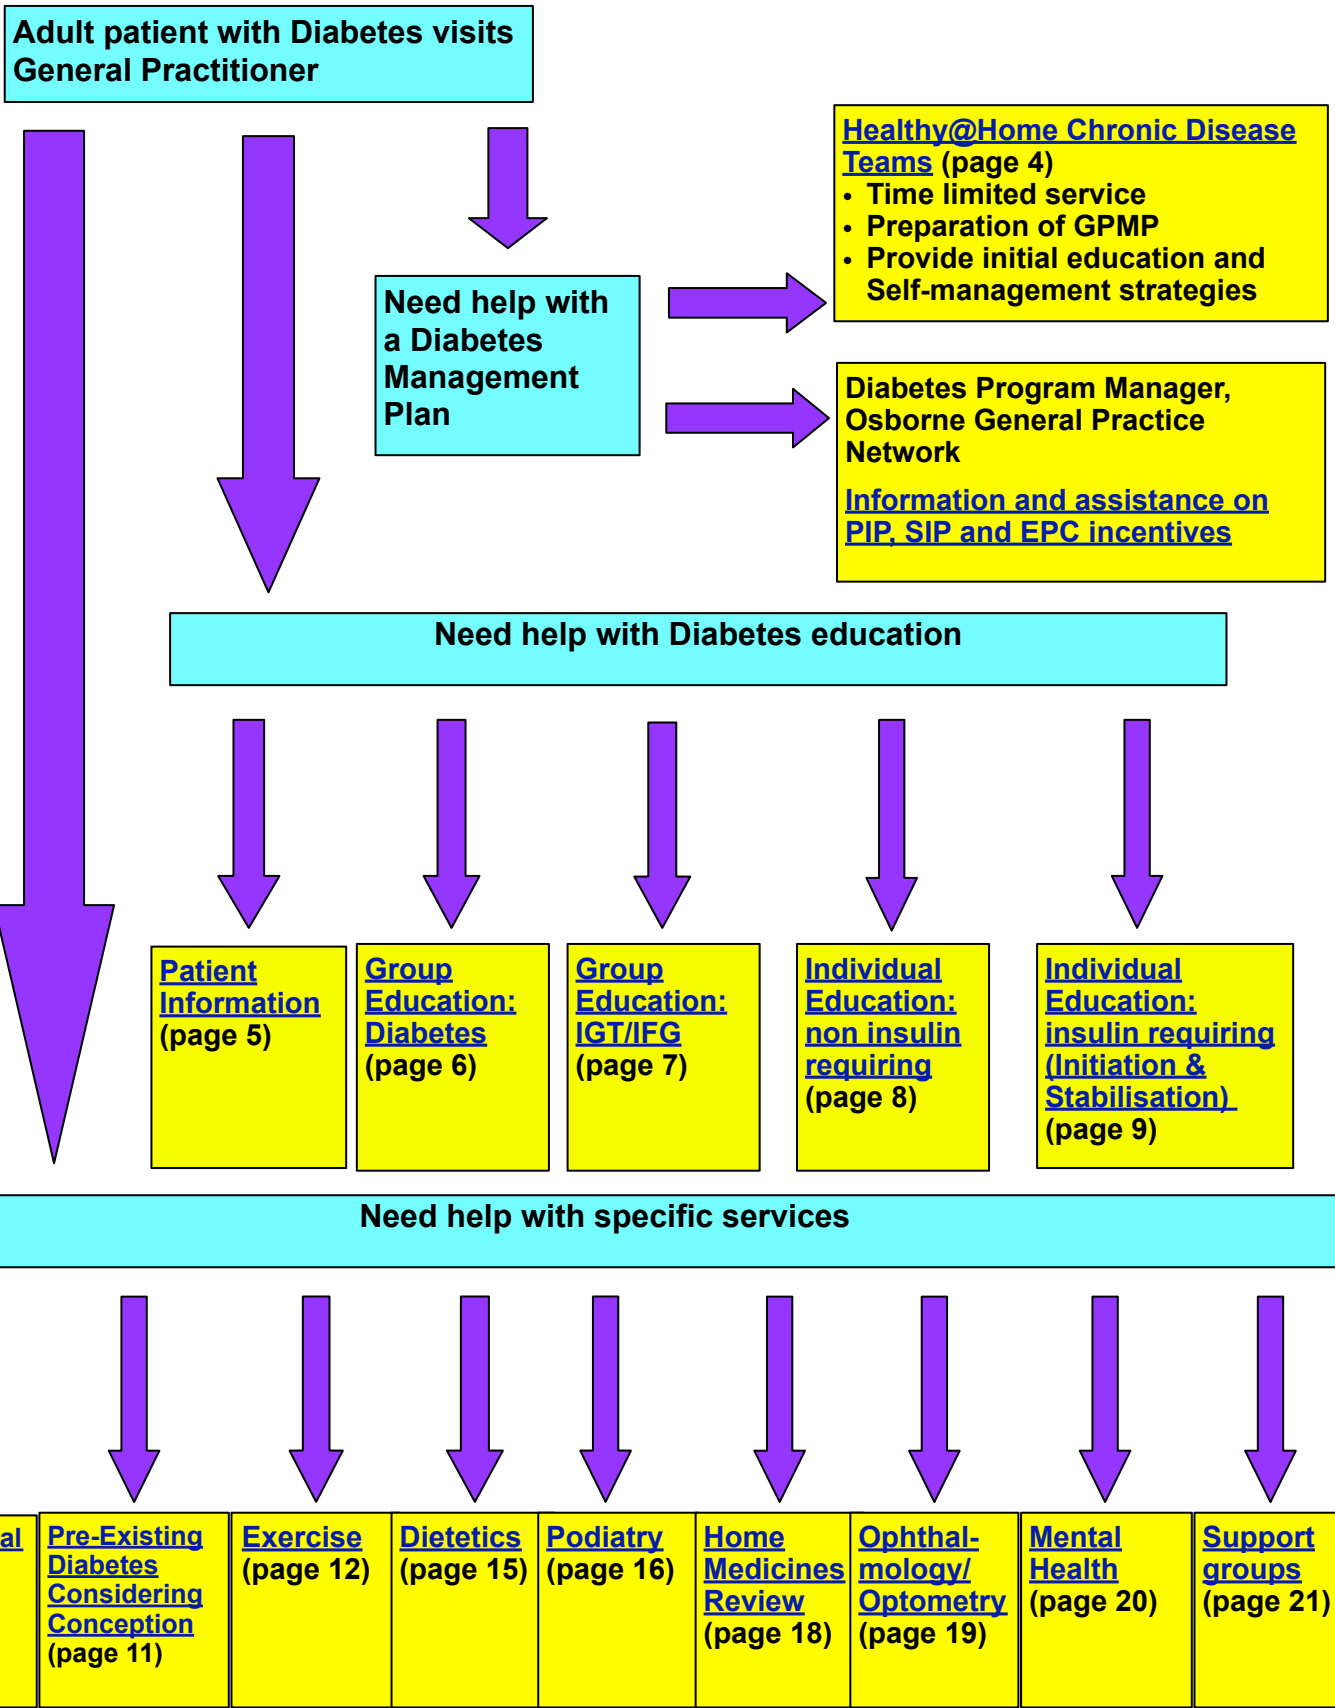 Adult patient with Diabetes visits
General Practitioner
Healthy@Home Chronic Disease
Teams (page 4)
• Time limited service
• Preparation of GPMP
• Provide initial education and
Self-management strategies
Need help with
a Diabetes
Management
Plan
Diabetes Program Manager,
Osborne General Practice
Network
Information and assistance on
PIP, SIP and EPC incentives
Need help with Diabetes education
Patient
Information
(page 5)
Group
Education:
Diabetes
(page 6)
Group
Education:
IGT/IFG
(page 7)
Individual
Education:
non insulin
requiring
(page 8)
Individual
Education:
insulin requiring
(Initiation &
Stabilisation)
(page 9)
Need help with specific services
Pre-Existing
Diabetes
Considering
Conception
(page 11)
Exercise
(page 12)
Dietetics
(page 15)
Podiatry
(page 16)
Home
Medicines
Review
(page 18)
Ophthal-
mology/
Optometry
(page 19)
Mental
Health
(page 20)
Support
groups
(page 21)